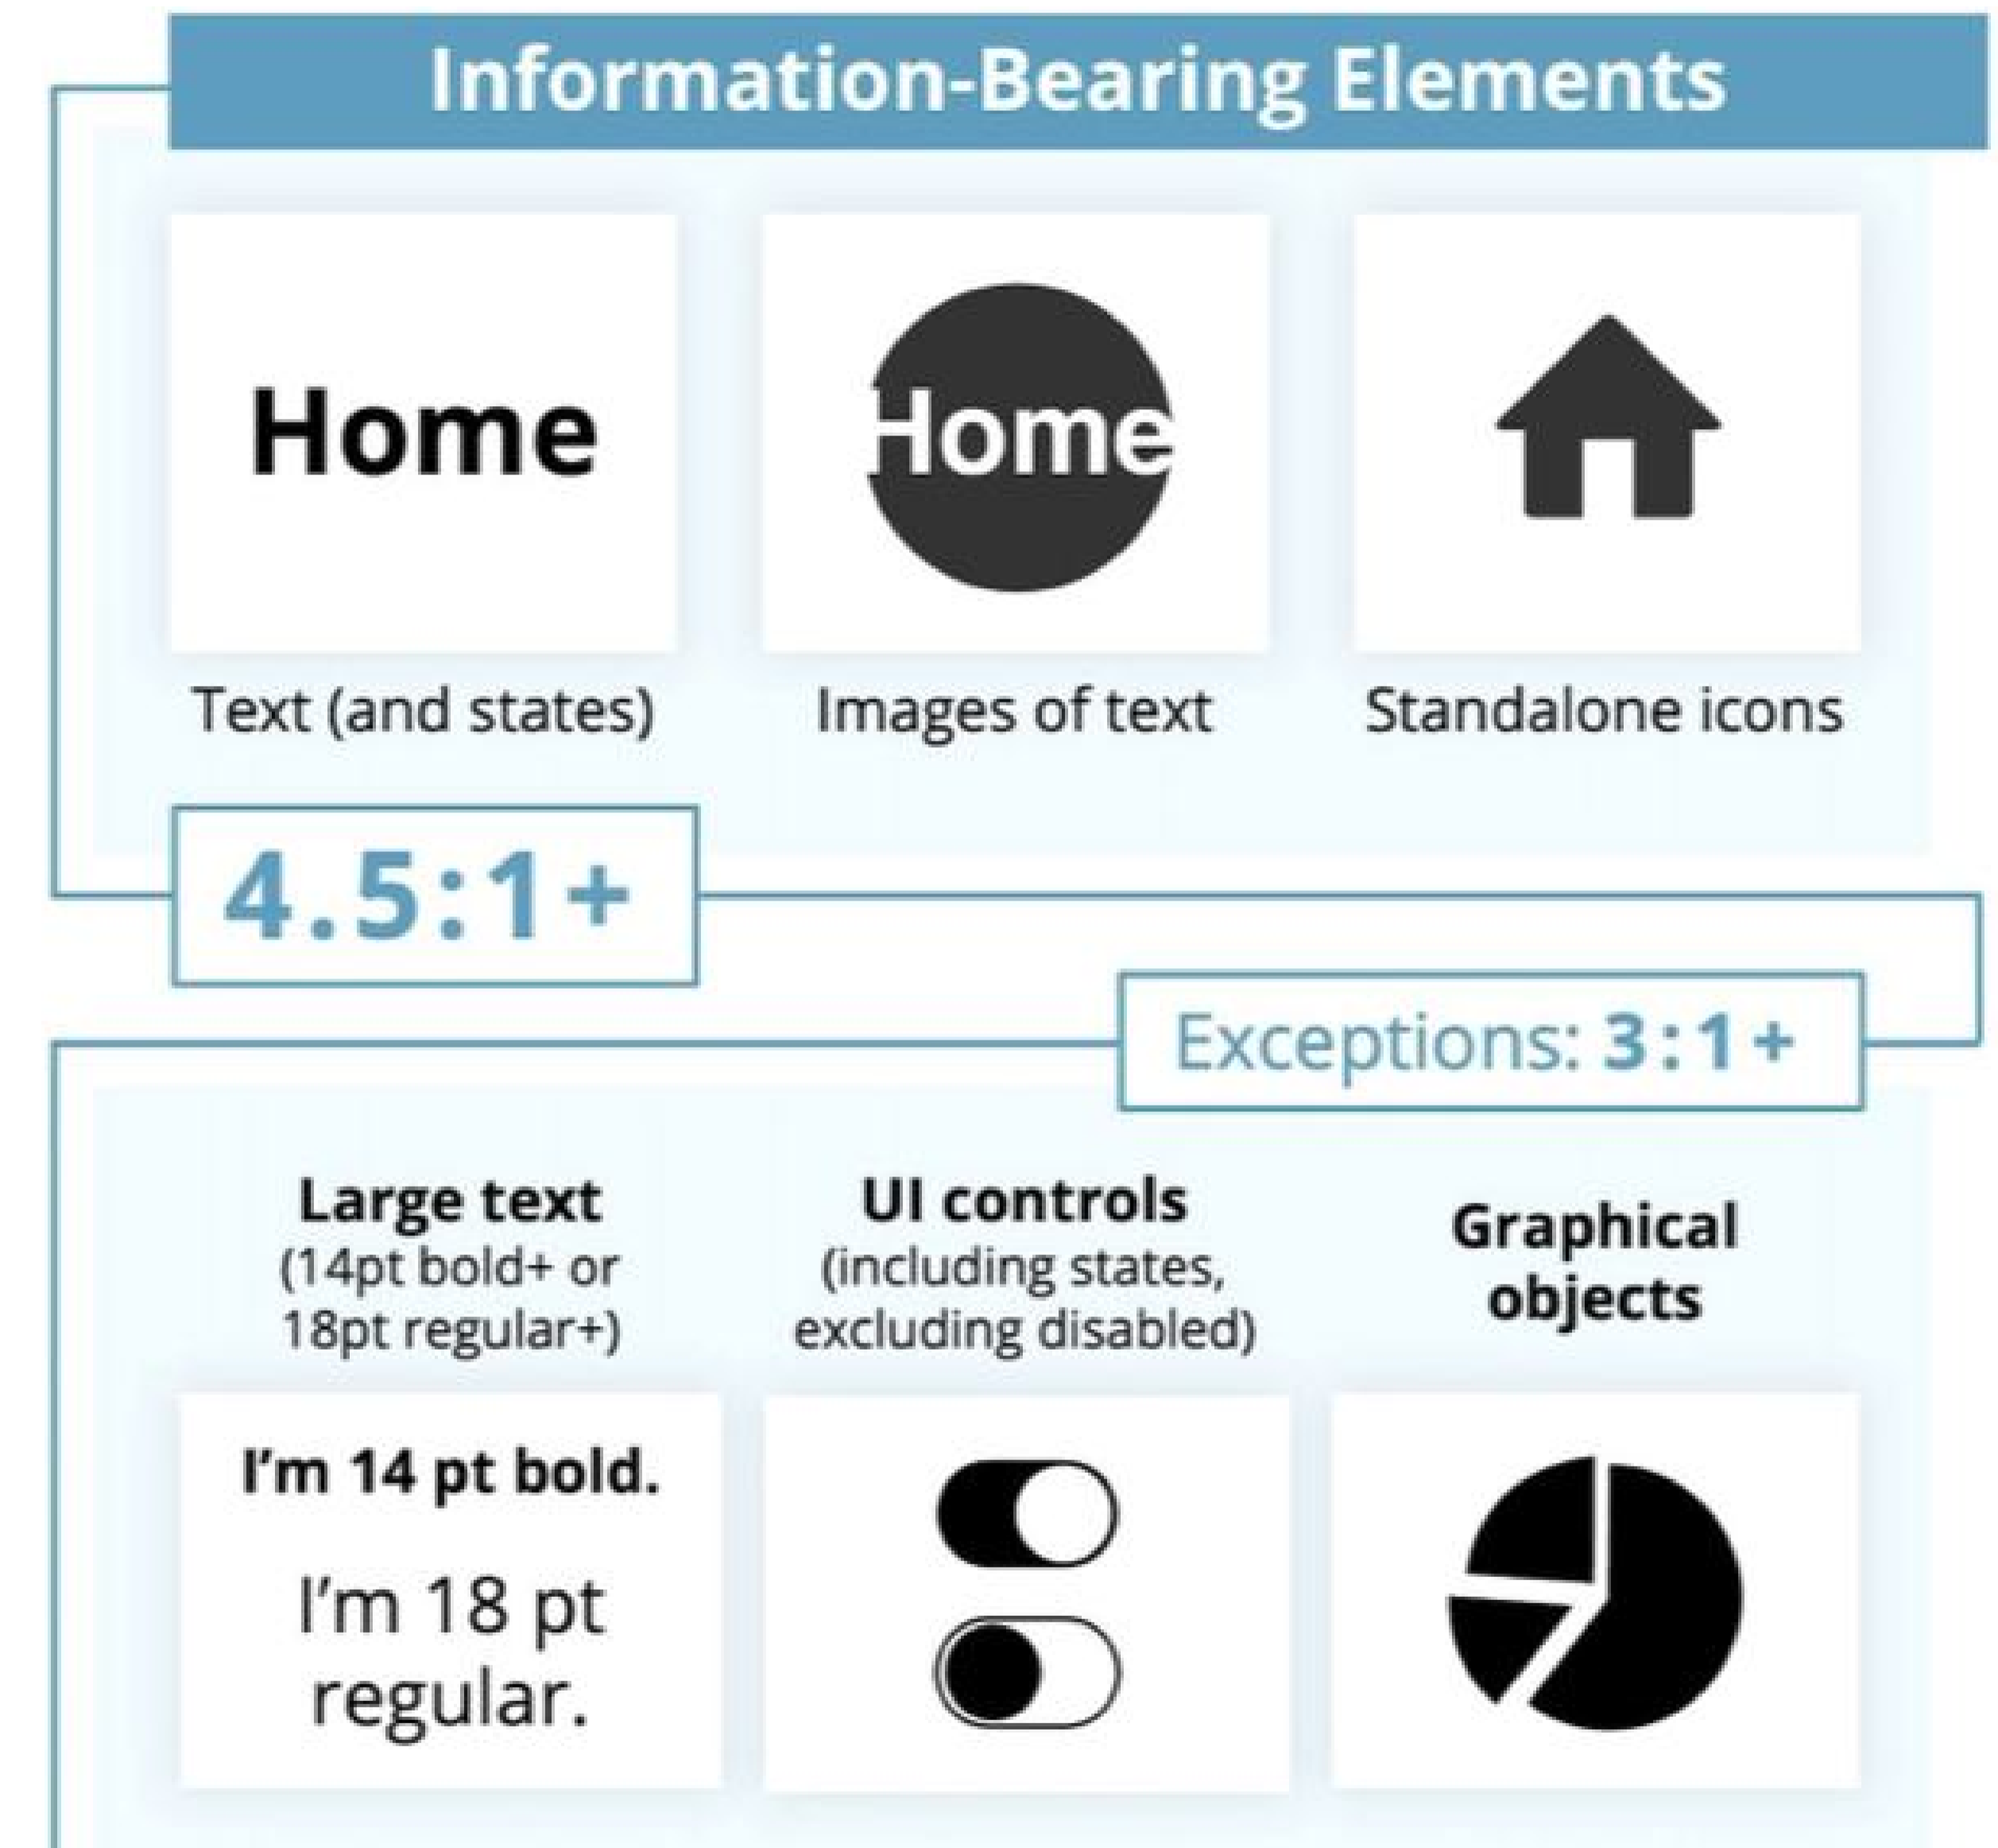 Information-Bearing Elements
Home
Home
Text (and states)
Images of text
Standalone icons
4.5:1+
Exceptions: 3:1+
Large text
(14pt bold+ or
18pt regular+)
UI controls
(including states,
excluding disabled)
Graphical
objects
I'm 14 pt bold.
I'm 18 pt
regular.